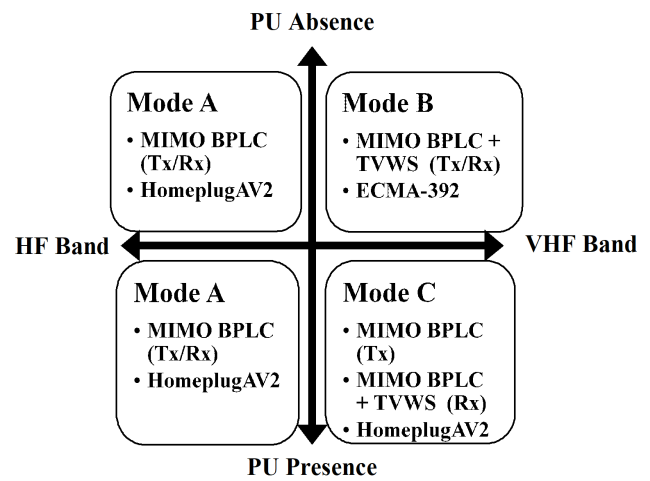 PU Absence
Mode A
• MIMO BPLC
(Tx/Rx)
• HomeplugAV2
Mode B
• MIMO BPLC +
TVWS (Tx/Rx)
• ECMA-392
HF Band
VHF Band
Mode A
• MIMO BPLC
(Tx/Rx)
• HomeplugAV2
Mode C
• MIMO BPLC
(Tx)
• MIMO BPLC
+ TVWS (Rx)
• HomeplugAV2
PU Presence